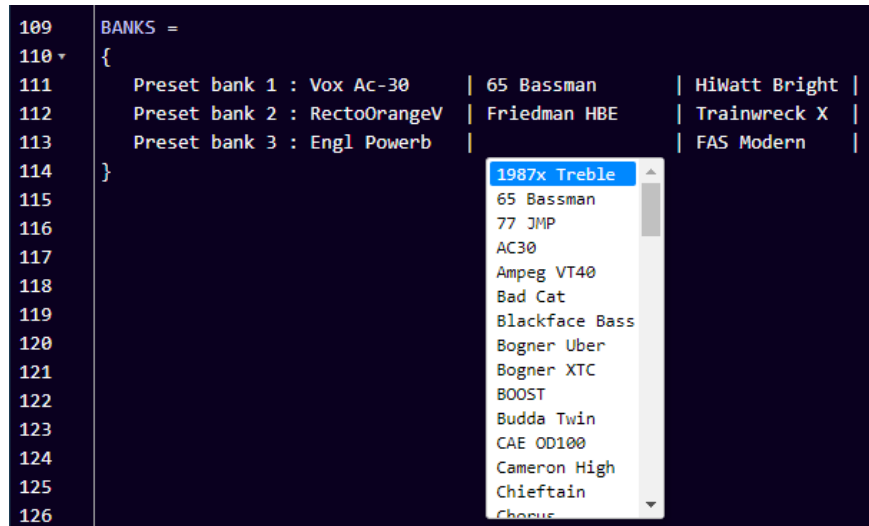 109 BANKS =
110 {
111 Preset bank 1 : Vox Ac-30 | 65 Bassman | HiWatt Bright |
112 Preset bank 2 : RectoOrangeV | Friedman HBE | Trainwreck X |
113 Preset bank 3 : Engl Powerb | | FAS Modern |
114 }
1987x Treble
115
65 Bassman
116
77 JMP
117
AC30
118
Ampeg VT40
Bad Cat
119
Blackface Bass
120
Bogner Uber
121
Bogner XTC
122
BOOST
123
Budda Twin
124
CAE OD100
Cameron High
125
Chieftain
126
Chorus